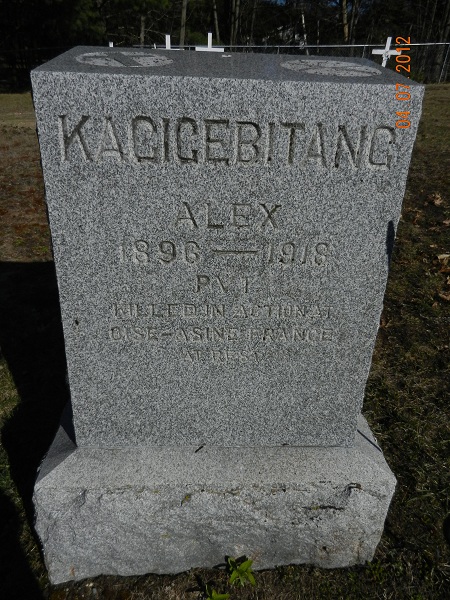 KAGIGEBITANG
ALEX
1896 — 1918
PVT
KILLED IN ACTION AT
OISE-AISNE FRANCE
AT REST
04 07 2012